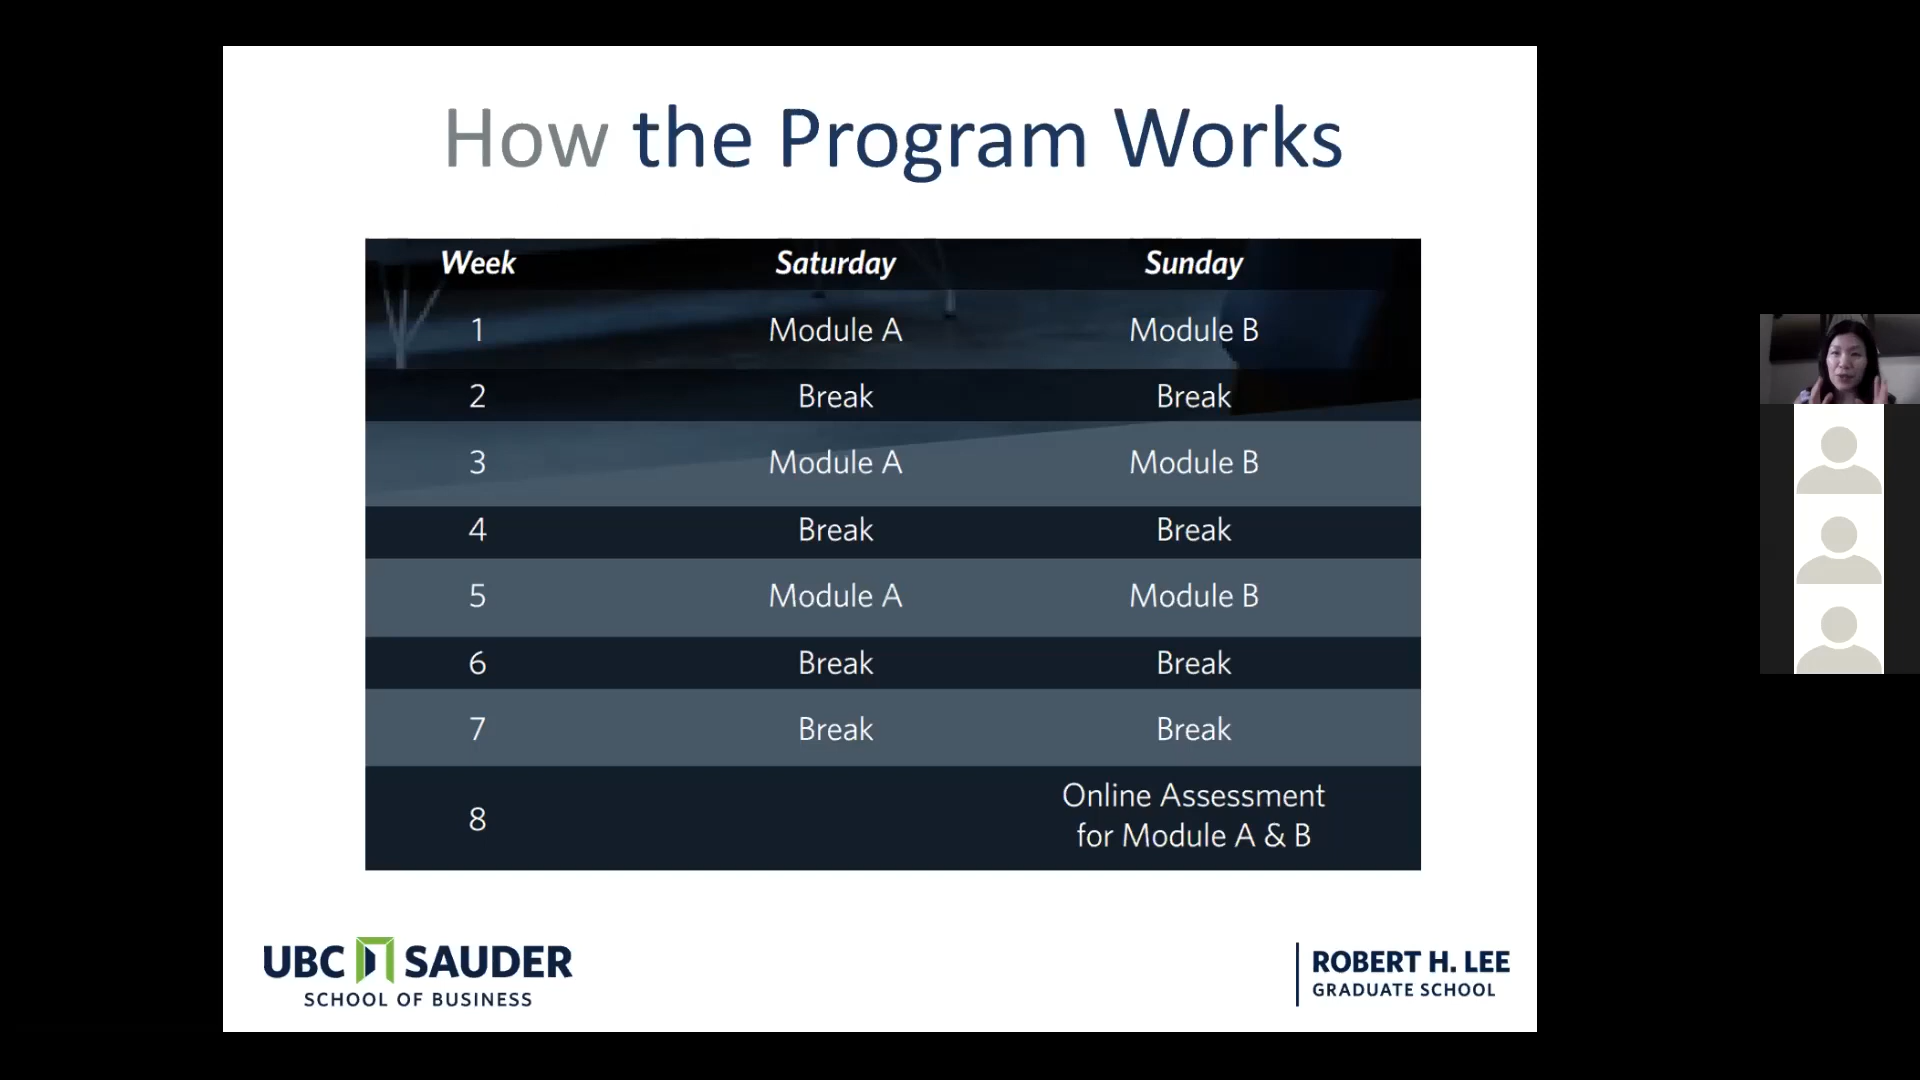 How the Program Works
Week Saturday Sunday
1 Module A Module B
2 Break Break
3 Module A Module B
4 Break Break
5 Module A Module B
6 Break Break
7 Break Break
8 Online Assessment
for Module A & B
UBC SAUDER
SCHOOL OF BUSINESS
ROBERT H. LEE
GRADUATE SCHOOL